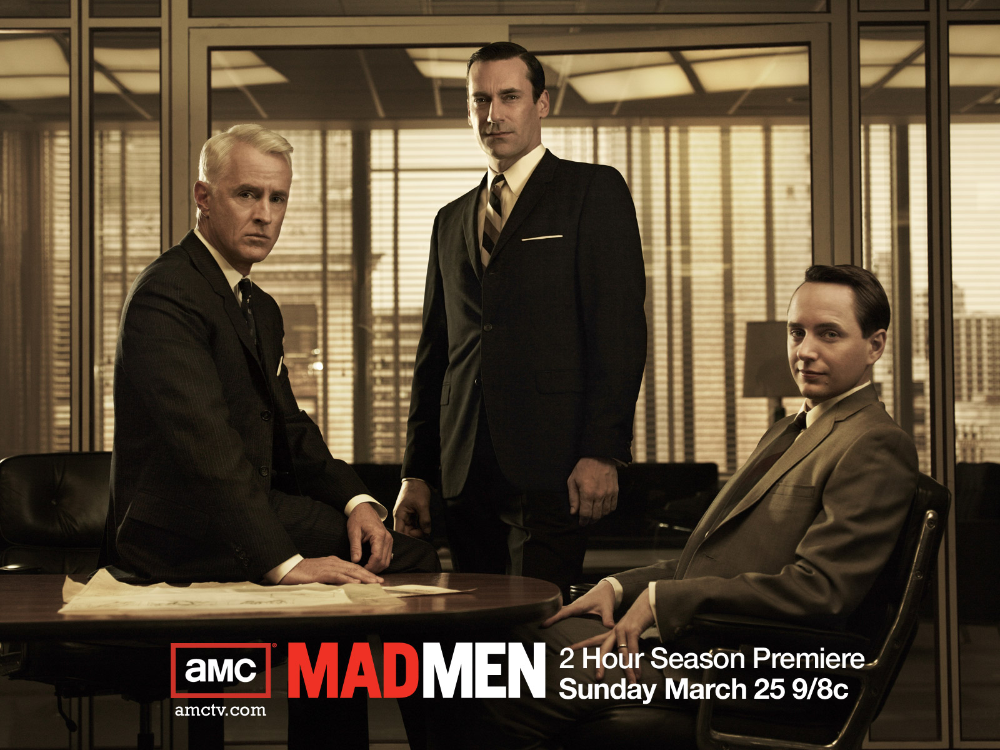 aMC®
amctv.com
MADMEN
2 Hour Season Premiere
Sunday March 25 9/8c